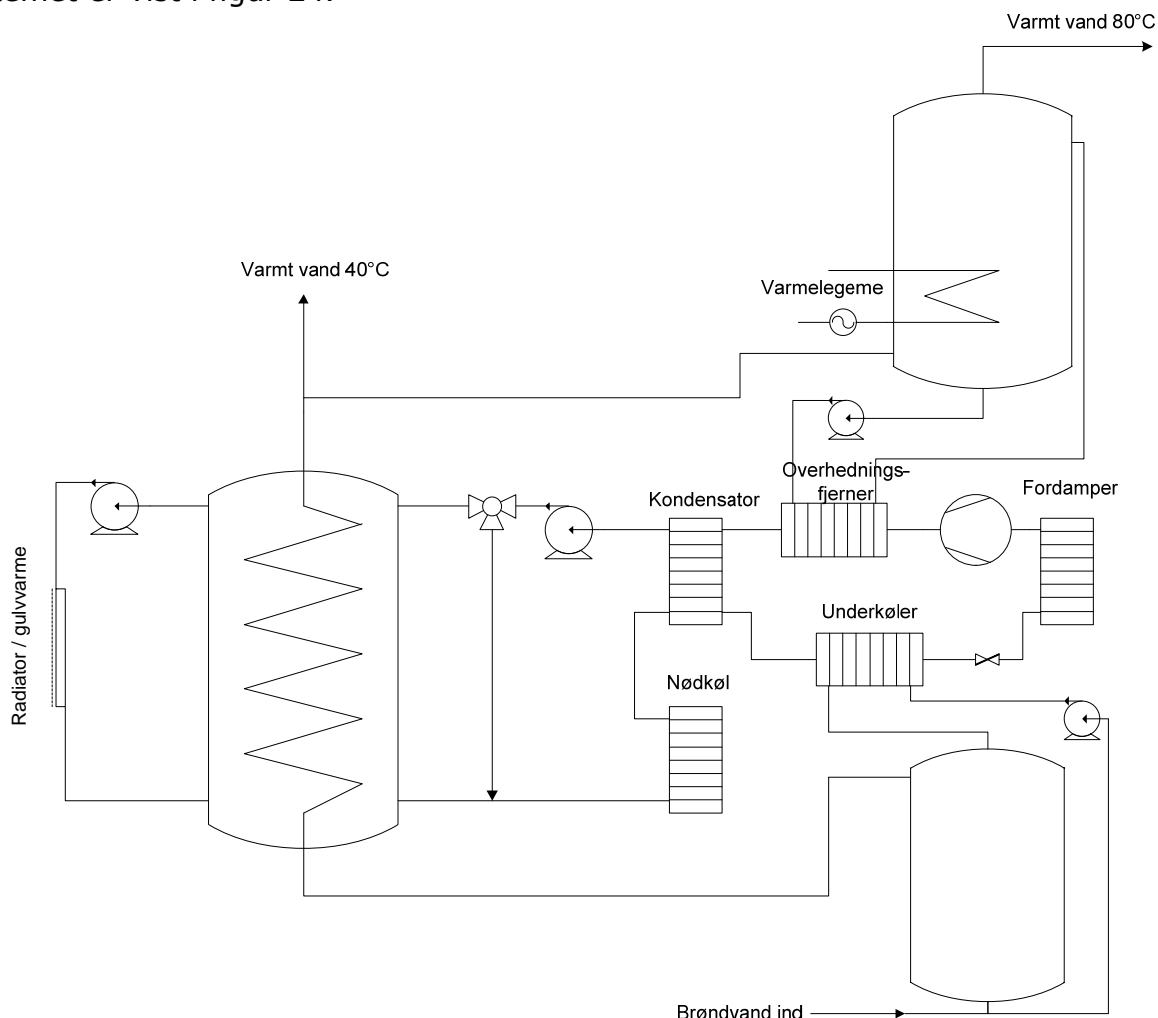 Varmt vand 80°C
Varmt vand 40°C
Varmelegeme
Overhednings-
fjerner
Fordamper
Kondensator
Underkøler
Nødkøl
Radiator / gulvvarme
Brøndvand ind